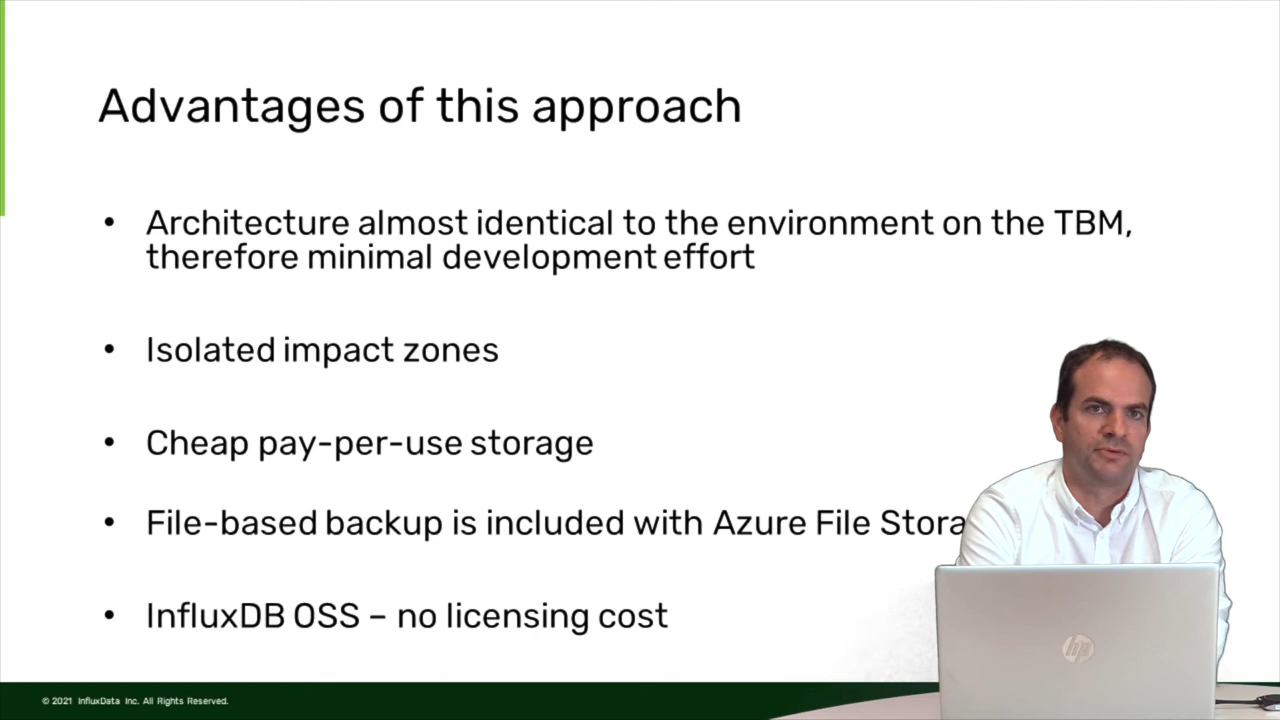 Advantages of this approach
• Architecture almost identical to the environment on the TBM,
therefore minimal development effort
• Isolated impact zones
• Cheap pay-per-use storage
• File-based backup is included with Azure File
• InfluxDB OSS – no licensing cost
hp
© 2021 InfluxData Inc. All Rights Reserved.